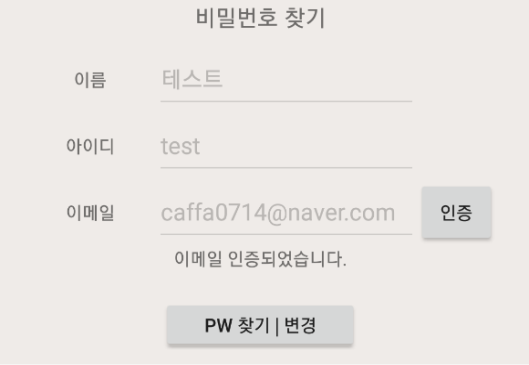 비밀번호 찾기
이름 테스트
아이디 test
이메일 caffa0714@naver.com 인증
이메일 인증되었습니다.
PW 찾기 | 변경